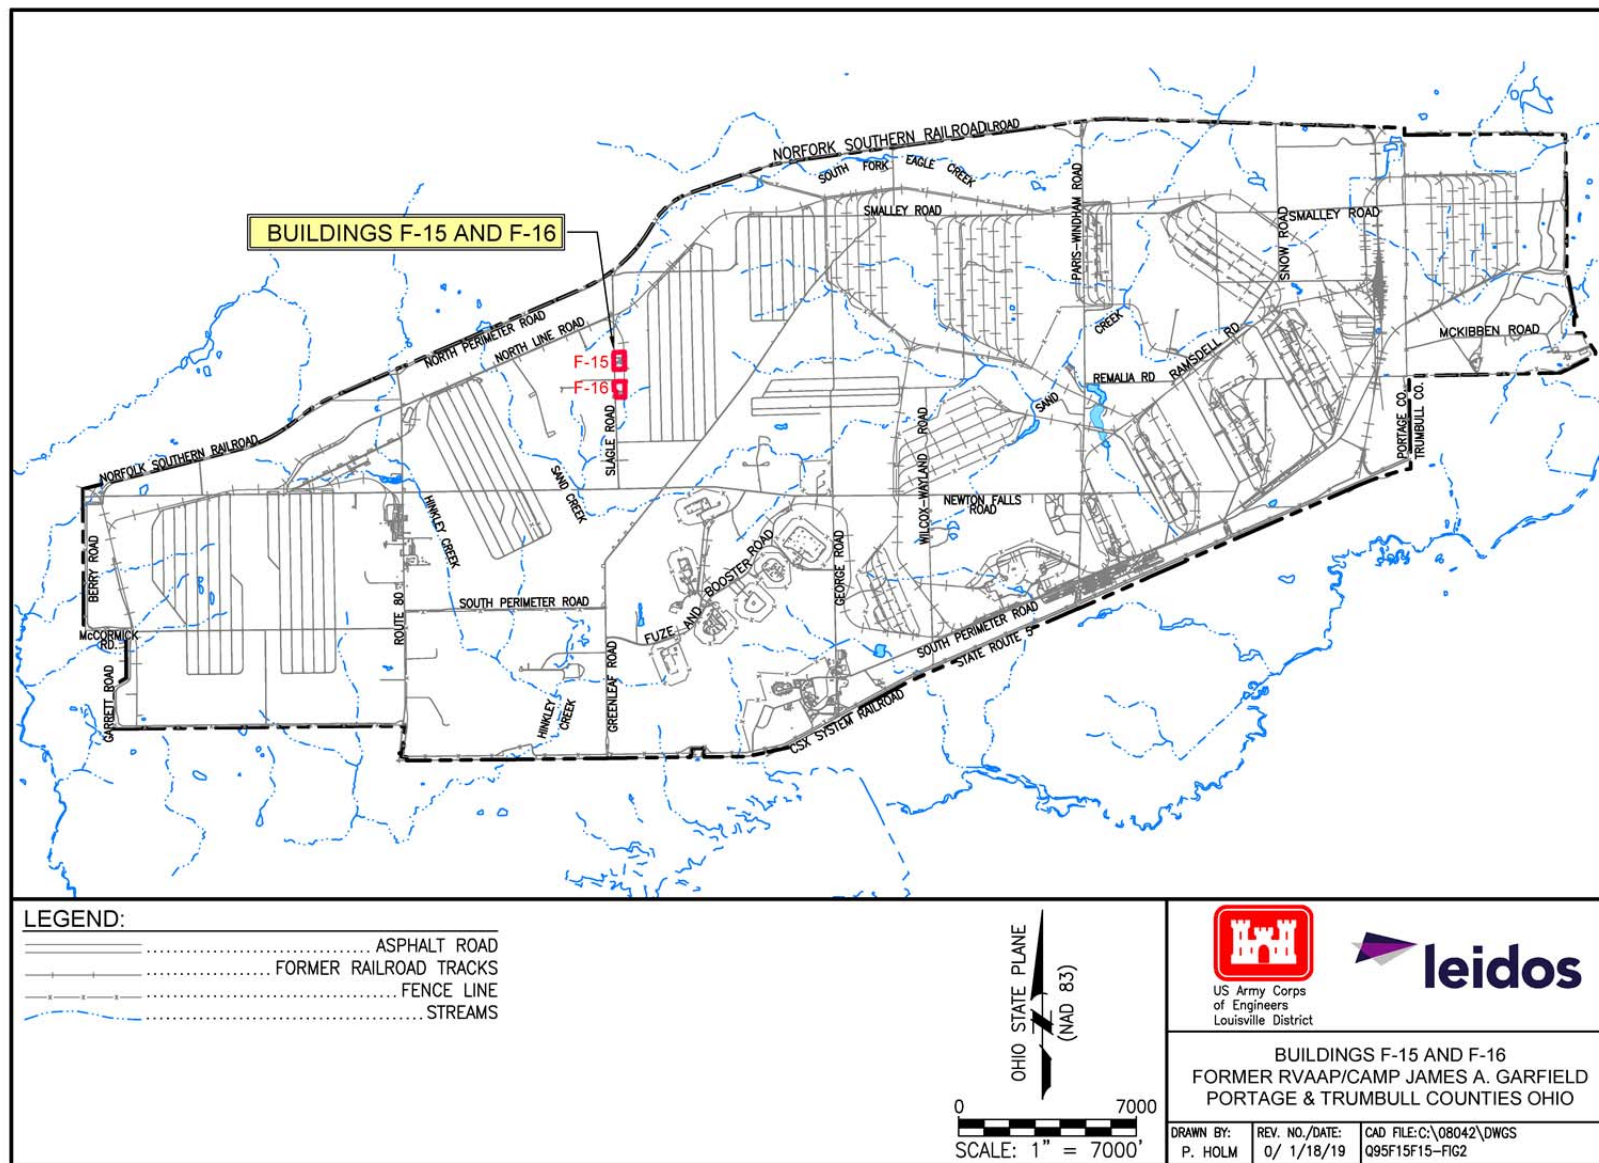 NORFORK SOUTHERN RAILROADILROAD
SOUTH FORK EAGLE CREEK
SMALLEY ROAD
PARIS-WINDHAM ROAD
SNOW ROAD
SMALLEY ROAD
BUILDINGS F-15 AND F-16
NORTH PERIMETER ROAD
NORTH LINE ROAD
F-15
F-16
SLAGLE ROAD
CREEK
SAND
REMALIA RD
RAMSDELL RD
MCKIBBEN ROAD
PORTAGE CO.
TRUMBULL CO.
NORFOLK SOUTHERN RAILROAD
BERRY ROAD
HINKLEY CREEK
SAND CREEK
WILCOX-WAYLAND ROAD
NEWTON FALLS
ROAD
FUZE AND BOOSTER ROAD
GEORGE ROAD
ROUTE 80
SOUTH PERIMETER ROAD
McCORMICK
RD.
GARRETT ROAD
HINKLEY
CREEK
GREENLEAF ROAD
SOUTH PERIMETER ROAD
STATE ROUTE 5
CSX SYSTEM RAILROAD
LEGEND:
ASPHALT ROAD
FORMER RAILROAD TRACKS
FENCE LINE
STREAMS
OHIO STATE PLANE
(NAD 83)
0 7000
SCALE: 1" = 7000'
US Army Corps
of Engineers
Louisville District
leidos
BUILDINGS F-15 AND F-16
FORMER RVAAP/CAMP JAMES A. GARFIELD
PORTAGE & TRUMBULL COUNTIES OHIO
DRAWN BY:
P. HOLM
REV. NO./DATE:
0/ 1/18/19
CAD FILE:C:\08042\DWGS
Q95F15F15-FIG2